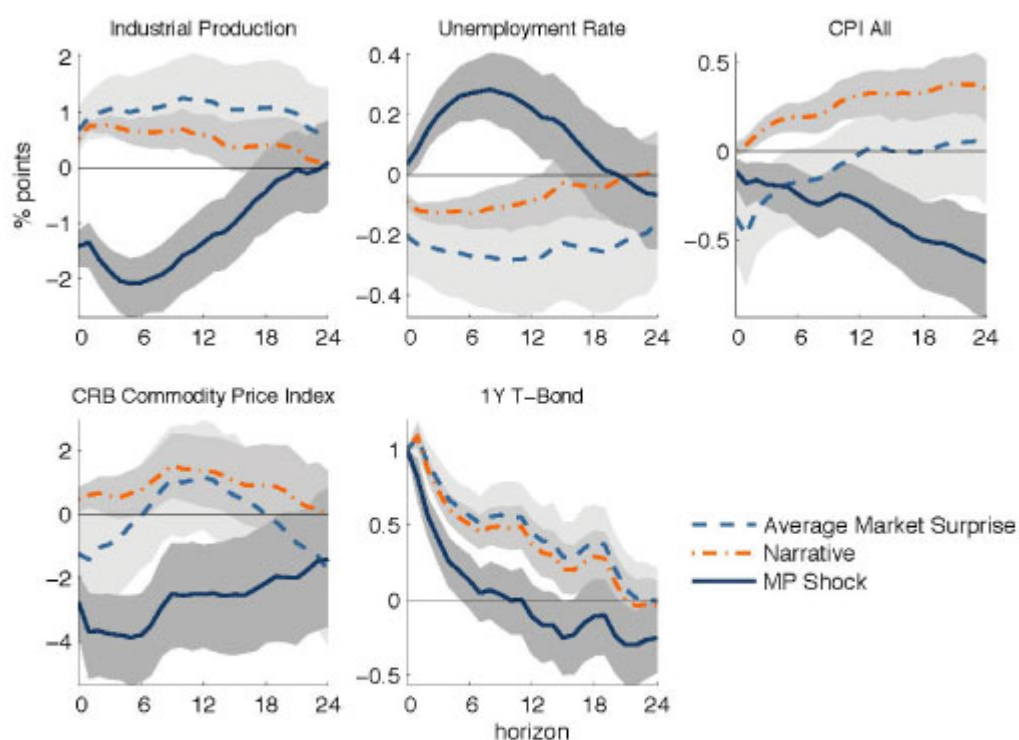 Industrial Production
Unemployment Rate
CPI All
2
1
0
−1
−2
0.4
0.2
0
−0.2
−0.4
0.5
0
−0.5
% points
0 6 12 18 24
0 6 12 18 24
0 6 12 18 24
CRB Commodity Price Index
1Y T−Bond
2
0
−2
−4
1
0.5
0
−0.5
Average Market Surprise
Narrative
MP Shock
0 6 12 18 24
0 6 12 18 24
horizon